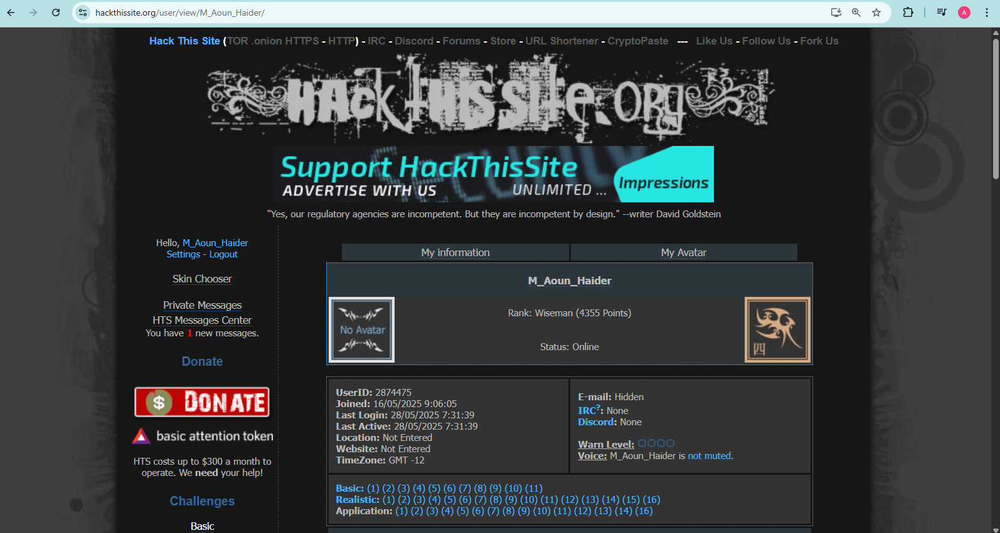 hackthissite.org/user/view/M_Aoun_Haider/
A
Hack This Site (TOR .onion HTTPS - HTTP) - IRC - Discord - Forums - Store - URL Shortener - CryptoPaste --- Like Us - Follow Us - Fork Us
HackThisSite.org
Support HackThisSite
ADVERTISE WITH US UNLIMITED ... Impressions
"Yes, our regulatory agencies are incompetent. But they are incompetent by design." --writer David Goldstein
Hello, M_Aoun_Haider
Settings - Logout
Skin Chooser
Private Messages
HTS Messages Center
You have 1 new messages.
Donate
$ DONATE
basic attention token
HTS costs up to $300 a month to
operate. We need your help!
Challenges
Basic
My information
My Avatar
M_Aoun_Haider
No Avatar
Rank: Wiseman (4355 Points)
Status: Online
四
UserID: 2874475
Joined: 16/05/2025 9:06:05
Last Login: 28/05/2025 7:31:39
Last Active: 28/05/2025 7:31:39
Location: Not Entered
Website: Not Entered
TimeZone: GMT -12
E-mail: Hidden
IRC?: None
Discord: None
Warn Level:
Voice: M_Aoun_Haider is not muted.
Basic: (1) (2) (3) (4) (5) (6) (7) (8) (9) (10) (11)
Realistic: (1) (2) (3) (4) (5) (6) (7) (8) (9) (10) (11) (12) (13) (14) (15) (16)
Application: (1) (2) (3) (4) (5) (6) (7) (8) (9) (10) (11) (12) (13) (14) (16)